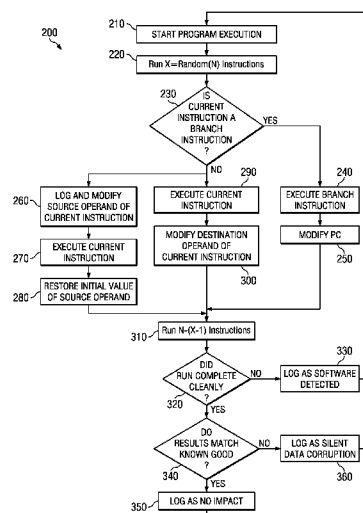 200
210
START PROGRAM EXECUTION
220
Run X=Random(N) Instructions
230
IS
CURRENT
INSTRUCTION A
BRANCH
INSTRUCTION
?
YES
NO
260
LOG AND MODIFY
SOURCE OPERAND OF
CURRENT INSTRUCTION
290
EXECUTE CURRENT
INSTRUCTION
240
EXECUTE BRANCH
INSTRUCTION
270
EXECUTE CURRENT
INSTRUCTION
MODIFY DESTINATION
OPERAND OF
CURRENT INSTRUCTION
300
MODIFY PC
250
280
RESTORE INITIAL VALUE
OF SOURCE OPERAND
310
Run N-(X-1) Instructions
DID
RUN COMPLETE
CLEANLY
?
320
NO
330
LOG AS SOFTWARE
DETECTED
YES
DO
RESULTS MATCH
KNOWN GOOD
?
340
NO
LOG AS SILENT
DATA CORRUPTION
360
YES
350
LOG AS NO IMPACT